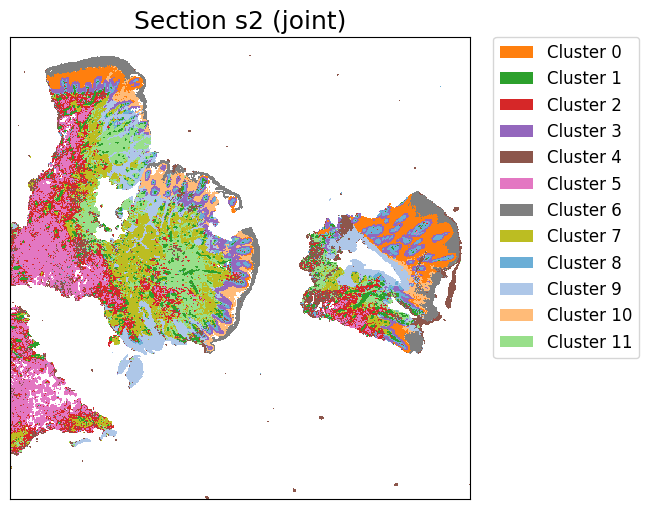 Section s2 (joint)
Cluster 0
Cluster 1
Cluster 2
Cluster 3
Cluster 4
Cluster 5
Cluster 6
Cluster 7
Cluster 8
Cluster 9
Cluster 10
Cluster 11